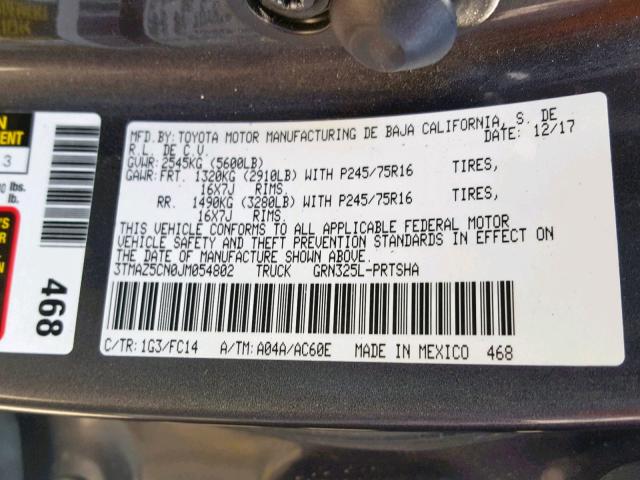 MFD. BY: TOYOTA MOTOR MANUFACTURING DE BAJA CALIFORNIA, S. DE
R.L. DE C.V. DATE: 12/17
GVWR: 2545KG (5600LB)
GAWR: FRT. 1320KG (2910LB) WITH P245/75R16 TIRES,
16X7J RIMS.
RR. 1490KG (3280LB) WITH P245/75R16 TIRES,
16X7J RIMS.
THIS VEHICLE CONFORMS TO ALL APPLICABLE FEDERAL MOTOR
VEHICLE SAFETY AND THEFT PREVENTION STANDARDS IN EFFECT ON
THE DATE OF MANUFACTURE SHOWN ABOVE.
3TMAZ5CN0JM054802 TRUCK GRN325L-PRTSHA
C/TR: 1G3/FC14 A/TM: A04A/AC60E MADE IN MEXICO 468
3
lbs.
lb.
468